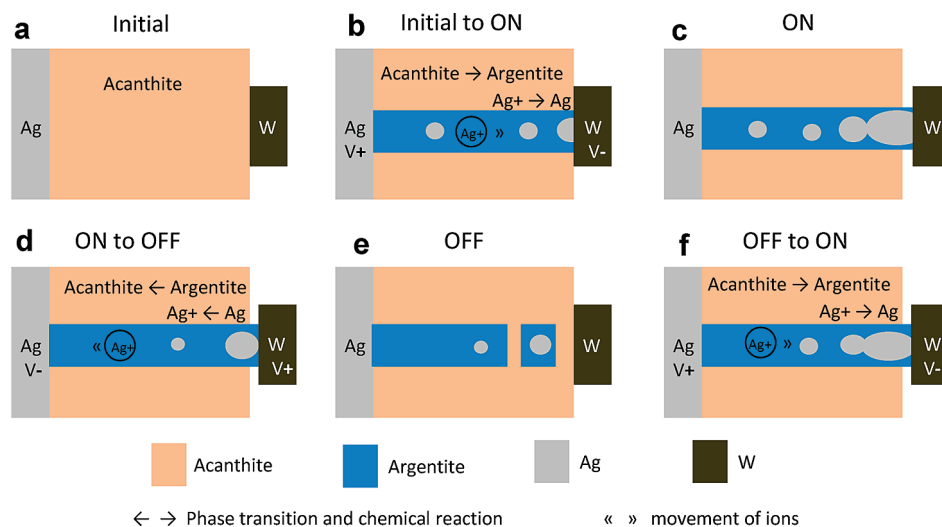 a Initial
Acanthite
Ag
W
b Initial to ON
Acanthite → Argentite
Ag+ → Ag
Ag
V+
Ag+ »
W
V-
c ON
Ag
W
d ON to OFF
Acanthite ← Argentite
Ag+ ← Ag
Ag
V-
« Ag+
W
V+
e OFF
Ag
W
f OFF to ON
Acanthite → Argentite
Ag+ → Ag
Ag
V+
Ag+ »
W
V-
Acanthite Argentite Ag W
← → Phase transition and chemical reaction « » movement of ions